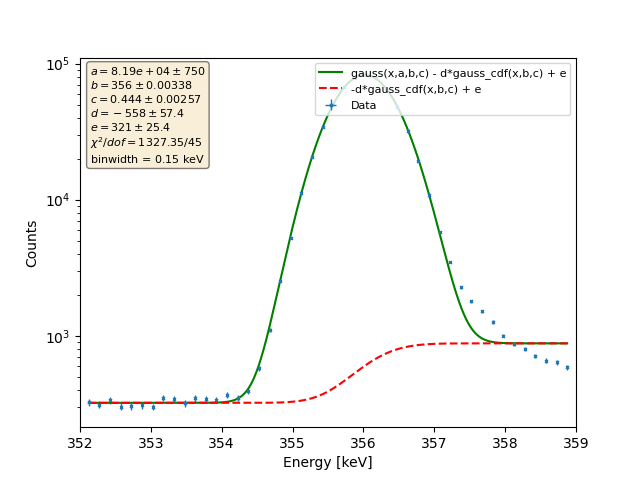 a = 8.19e + 04 ± 750
b = 356 ± 0.00338
c = 0.444 ± 0.00257
d = −558 ± 57.4
e = 321 ± 25.4
χ²/dof = 1327.35/45
binwidth = 0.15 keV
gauss(x,a,b,c) - d*gauss_cdf(x,b,c) + e
-d*gauss_cdf(x,b,c) + e
Data
10⁵
10⁴
10³
Counts
352 353 354 355 356 357 358 359
Energy [keV]